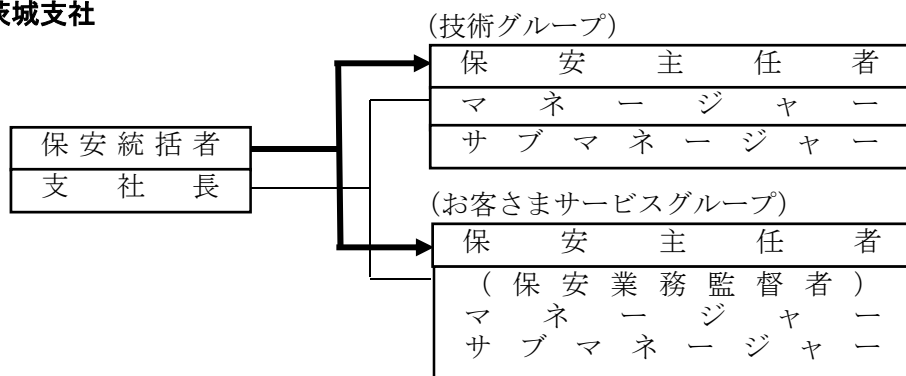 茨城支社
(技術グループ)
保安主任者
マネージャー
サブマネージャー
保安統括者
支社長
(お客さまサービスグループ)
保安主任者
(保安業務監督者)
マネージャー
サブマネージャー